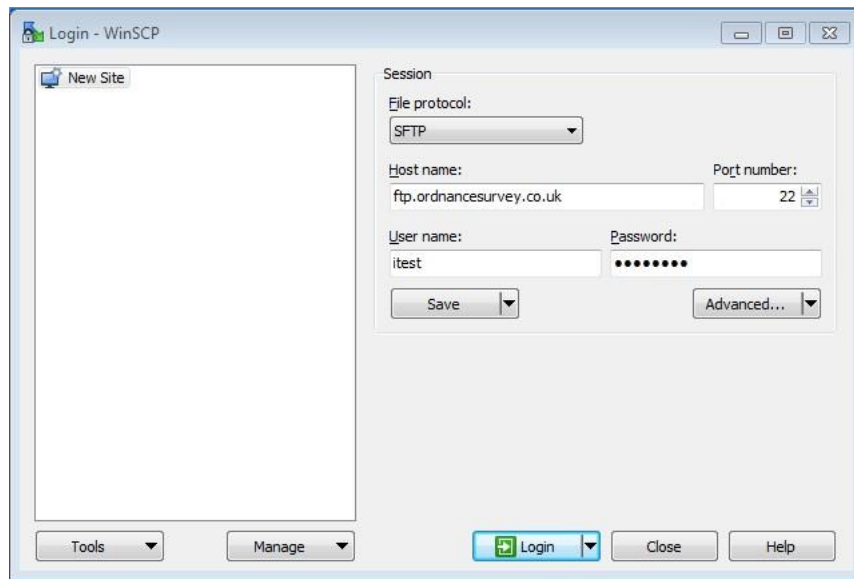 Login - WinSCP
New Site
Session
File protocol:
SFTP
Host name: Port number:
ftp.ordnancesurvey.co.uk 22
User name: Password:
itest ••••••••
Save Advanced...
Tools Manage Login Close Help